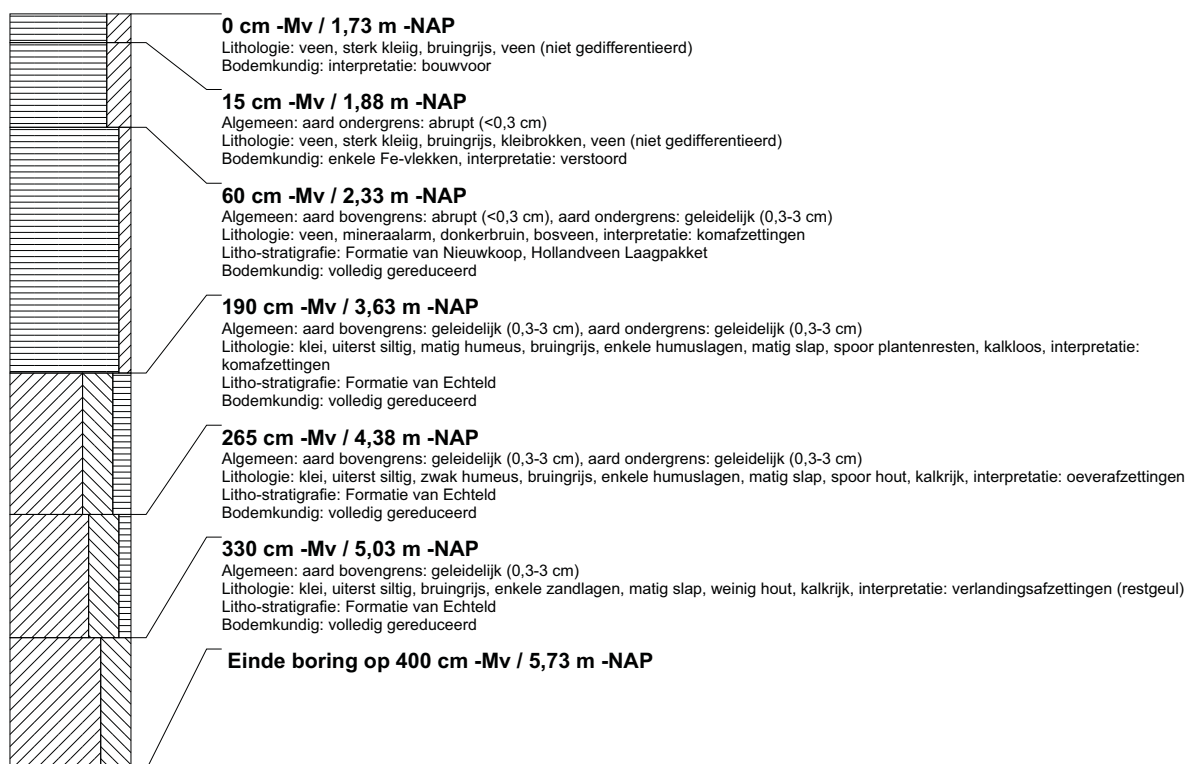 0 cm -Mv / 1,73 m -NAP
Lithologie: veen, sterk kleiig, bruingrijs, veen (niet gedifferentieerd)
Bodemkundig: interpretatie: bouwvoor
15 cm -Mv / 1,88 m -NAP
Algemeen: aard ondergrens: abrupt (<0,3 cm)
Lithologie: veen, sterk kleiig, bruingrijs, kleibrokken, veen (niet gedifferentieerd)
Bodemkundig: enkele Fe-vlekken, interpretatie: verstoord
60 cm -Mv / 2,33 m -NAP
Algemeen: aard bovengrens: abrupt (<0,3 cm), aard ondergrens: geleidelijk (0,3-3 cm)
Lithologie: veen, mineraalarm, donkerbruin, bosveen, interpretatie: komafzettingen
Litho-stratigrafie: Formatie van Nieuwkoop, Hollandveen Laagpakket
Bodemkundig: volledig gereduceerd
190 cm -Mv / 3,63 m -NAP
Algemeen: aard bovengrens: geleidelijk (0,3-3 cm), aard ondergrens: geleidelijk (0,3-3 cm)
Lithologie: klei, uiterst siltig, matig humeus, bruingrijs, enkele humuslagen, matig slap, spoor plantenresten, kalkloos, interpretatie:
komafzettingen
Litho-stratigrafie: Formatie van Echteld
Bodemkundig: volledig gereduceerd
265 cm -Mv / 4,38 m -NAP
Algemeen: aard bovengrens: geleidelijk (0,3-3 cm), aard ondergrens: geleidelijk (0,3-3 cm)
Lithologie: klei, uiterst siltig, zwak humeus, bruingrijs, enkele humuslagen, matig slap, spoor hout, kalkrijk, interpretatie: oeverafzettingen
Litho-stratigrafie: Formatie van Echteld
Bodemkundig: volledig gereduceerd
330 cm -Mv / 5,03 m -NAP
Algemeen: aard bovengrens: geleidelijk (0,3-3 cm)
Lithologie: klei, uiterst siltig, bruingrijs, enkele zandlagen, matig slap, weinig hout, kalkrijk, interpretatie: verlandingsafzettingen (restgeul)
Litho-stratigrafie: Formatie van Echteld
Bodemkundig: volledig gereduceerd
Einde boring op 400 cm -Mv / 5,73 m -NAP